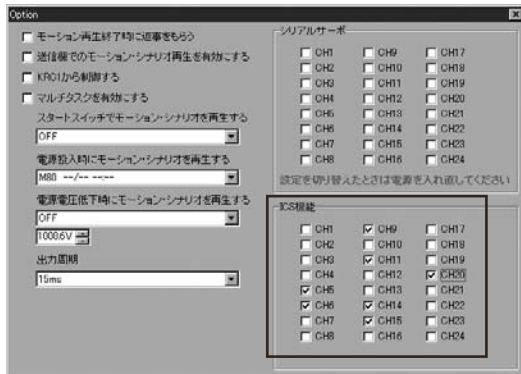 Option
モーション再生終了時に返事をもらう
送信機でのモーション・シナリオ再生を有効にする
KRC1から制御する
マルチタスクを有効にする
スタートスイッチでモーション・シナリオを再生する
OFF
電源投入時にモーション・シナリオを再生する
M80 --/-- --:--
電源電圧低下時にモーション・シナリオを再生する
OFF
1008.6V
出力周期
15ms
シリアルサーボ
CH1 CH9 CH17
CH2 CH10 CH18
CH3 CH11 CH19
CH4 CH12 CH20
CH5 CH13 CH21
CH6 CH14 CH22
CH7 CH15 CH23
CH8 CH16 CH24
設定を切り替えたときは電源を入れ直してください
ICS機能
CH1 CH9 CH17
CH2 CH10 CH18
CH3 CH11 CH19
CH4 CH12 CH20
CH5 CH13 CH21
CH6 CH14 CH22
CH7 CH15 CH23
CH8 CH16 CH24